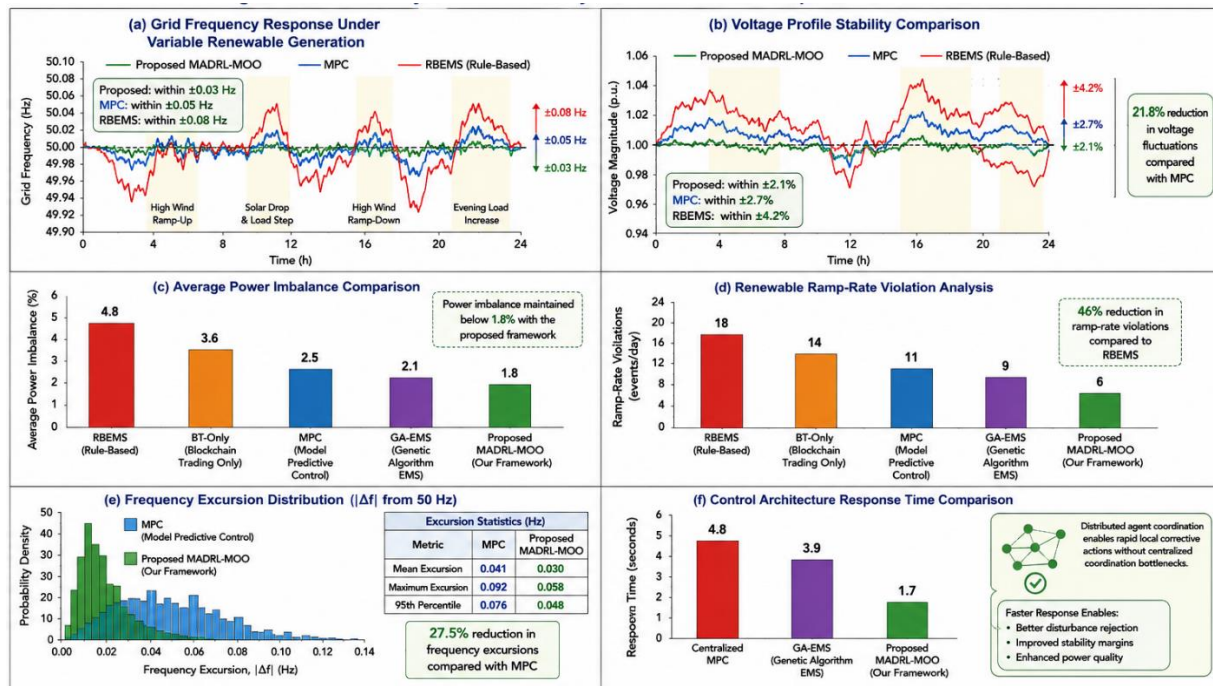 (a) Grid Frequency Response Under
Variable Renewable Generation
Proposed MADRL-MOO
MPC
RBEMS (Rule-Based)
Grid Frequency (Hz)
50.10
50.08
50.06
50.04
50.02
50.00
49.98
49.96
49.94
49.92
49.90
Proposed: within ±0.03 Hz
MPC: within ±0.05 Hz
RBEMS: within ±0.08 Hz
±0.08 Hz
±0.05 Hz
±0.03 Hz
High Wind
Ramp-Up
Solar Drop
& Load Step
High Wind
Ramp-Down
Evening Load
Increase
0 4 8 12 16 20 24
Time (h)
(b) Voltage Profile Stability Comparison
Proposed MADRL-MOO
MPC
RBEMS (Rule-Based)
Voltage Magnitude (p.u.)
1.06
1.04
1.02
1.00
0.98
0.96
0.94
±4.2%
±2.7%
±2.1%
Proposed: within ±2.1%
MPC: within ±2.7%
RBEMS: within ±4.2%
21.8% reduction
in voltage
fluctuations
compared
with MPC
0 4 8 12 16 20 24
Time (h)
(c) Average Power Imbalance Comparison
Average Power Imbalance (%)
6
5
4
3
2
1
0
4.8
3.6
2.5
2.1
1.8
Power imbalance maintained
below 1.8% with the
proposed framework
RBEMS
(Rule-Based)
BT-Only
(Blockchain
Trading Only)
MPC
(Model
Predictive
Control)
GA-EMS
(Genetic
Algorithm
EMS)
Proposed
MADRL-MOO
(Our Framework)
(d) Renewable Ramp-Rate Violation Analysis
Ramp-Rate Violations
(events/day)
24
20
16
12
8
4
0
18
14
11
9
6
46% reduction in
ramp-rate violations
compared to
RBEMS
RBEMS
(Rule-Based)
BT-Only
(Blockchain
Trading Only)
MPC
(Model
Predictive
Control)
GA-EMS
(Genetic
Algorithm
EMS)
Proposed
MADRL-MOO
(Our Framework)
(e) Frequency Excursion Distribution (|Δf| from 50 Hz)
Probability Density
50
40
30
20
10
0
MPC
(Model Predictive Control)
Proposed MADRL-MOO
(Our Framework)
Excursion Statistics (Hz)
Metric MPC Proposed MADRL-MOO
Mean Excursion 0.041 0.030
Maximum Excursion 0.092 0.058
95th Percentile 0.076 0.048
27.5% reduction in
frequency excursions
compared with MPC
0.00 0.02 0.04 0.06 0.08 0.10 0.12 0.14
Frequency Excursion, |Δf| (Hz)
(f) Control Architecture Response Time Comparison
Time (seconds)
6
5
4
3
2
1
0
4.8
3.9
1.7
Centralized
MPC
GA-EMS
(Genetic Algorithm
EMS)
Proposed
MADRL-MOO
(Our Framework)
Distributed agent coordination
enables rapid local corrective
actions without centralized
coordination bottlenecks.
Faster Response Enables:
• Better disturbance rejection
• Improved stability margins
• Enhanced power quality